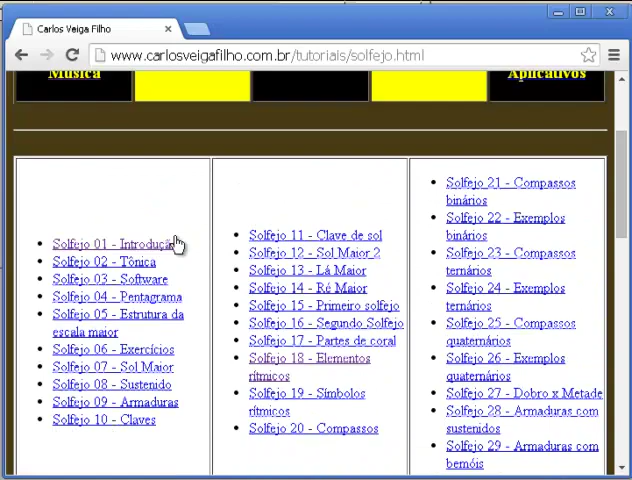 Carlos Veiga Filho
www.carlosveigafilho.com.br/tutoriais/solfejo.html
Música
Aplicativos
Solfejo 01 - Introdução
Solfejo 02 - Tônica
Solfejo 03 - Software
Solfejo 04 - Pentagrama
Solfejo 05 - Estrutura da
escala maior
Solfejo 06 - Exercícios
Solfejo 07 - Sol Maior
Solfejo 08 - Sustenido
Solfejo 09 - Armaduras
Solfejo 10 - Claves
Solfejo 11 - Clave de sol
Solfejo 12 - Sol Maior 2
Solfejo 13 - Lá Maior
Solfejo 14 - Ré Maior
Solfejo 15 - Primeiro solfejo
Solfejo 16 - Segundo Solfejo
Solfejo 17 - Partes de coral
Solfejo 18 - Elementos
rítmicos
Solfejo 19 - Símbolos
rítmicos
Solfejo 20 - Compassos
Solfejo 21 - Compassos
binários
Solfejo 22 - Exemplos
binários
Solfejo 23 - Compassos
ternários
Solfejo 24 - Exemplos
ternários
Solfejo 25 - Compassos
quaternários
Solfejo 26 - Exemplos
quaternários
Solfejo 27 - Dobro x Metade
Solfejo 28 - Armaduras com
sustenidos
Solfejo 29 - Armaduras com
bemóis